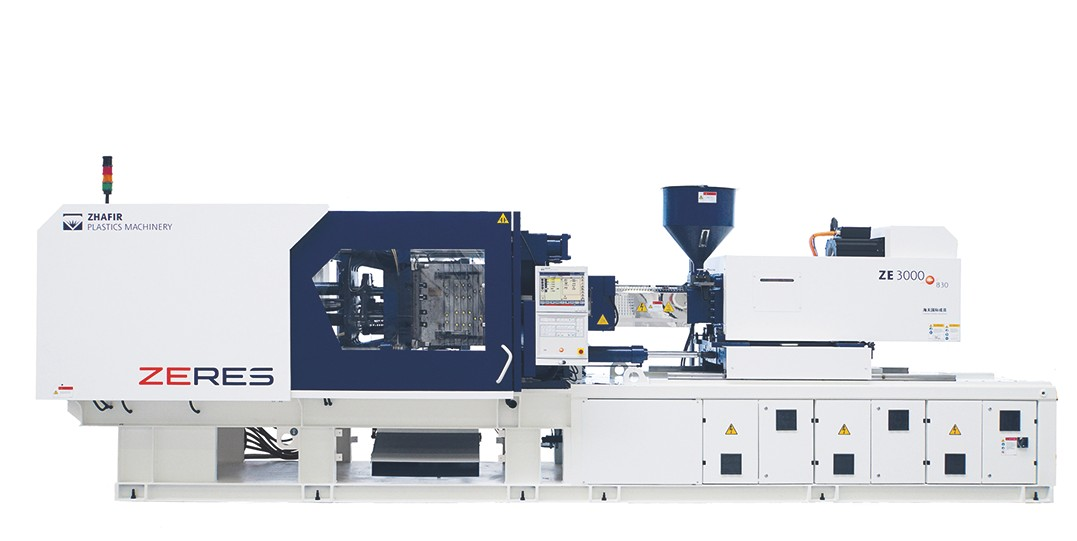 ZHAFIR
PLASTICS MACHINERY
ZERES
ZE 3000
830